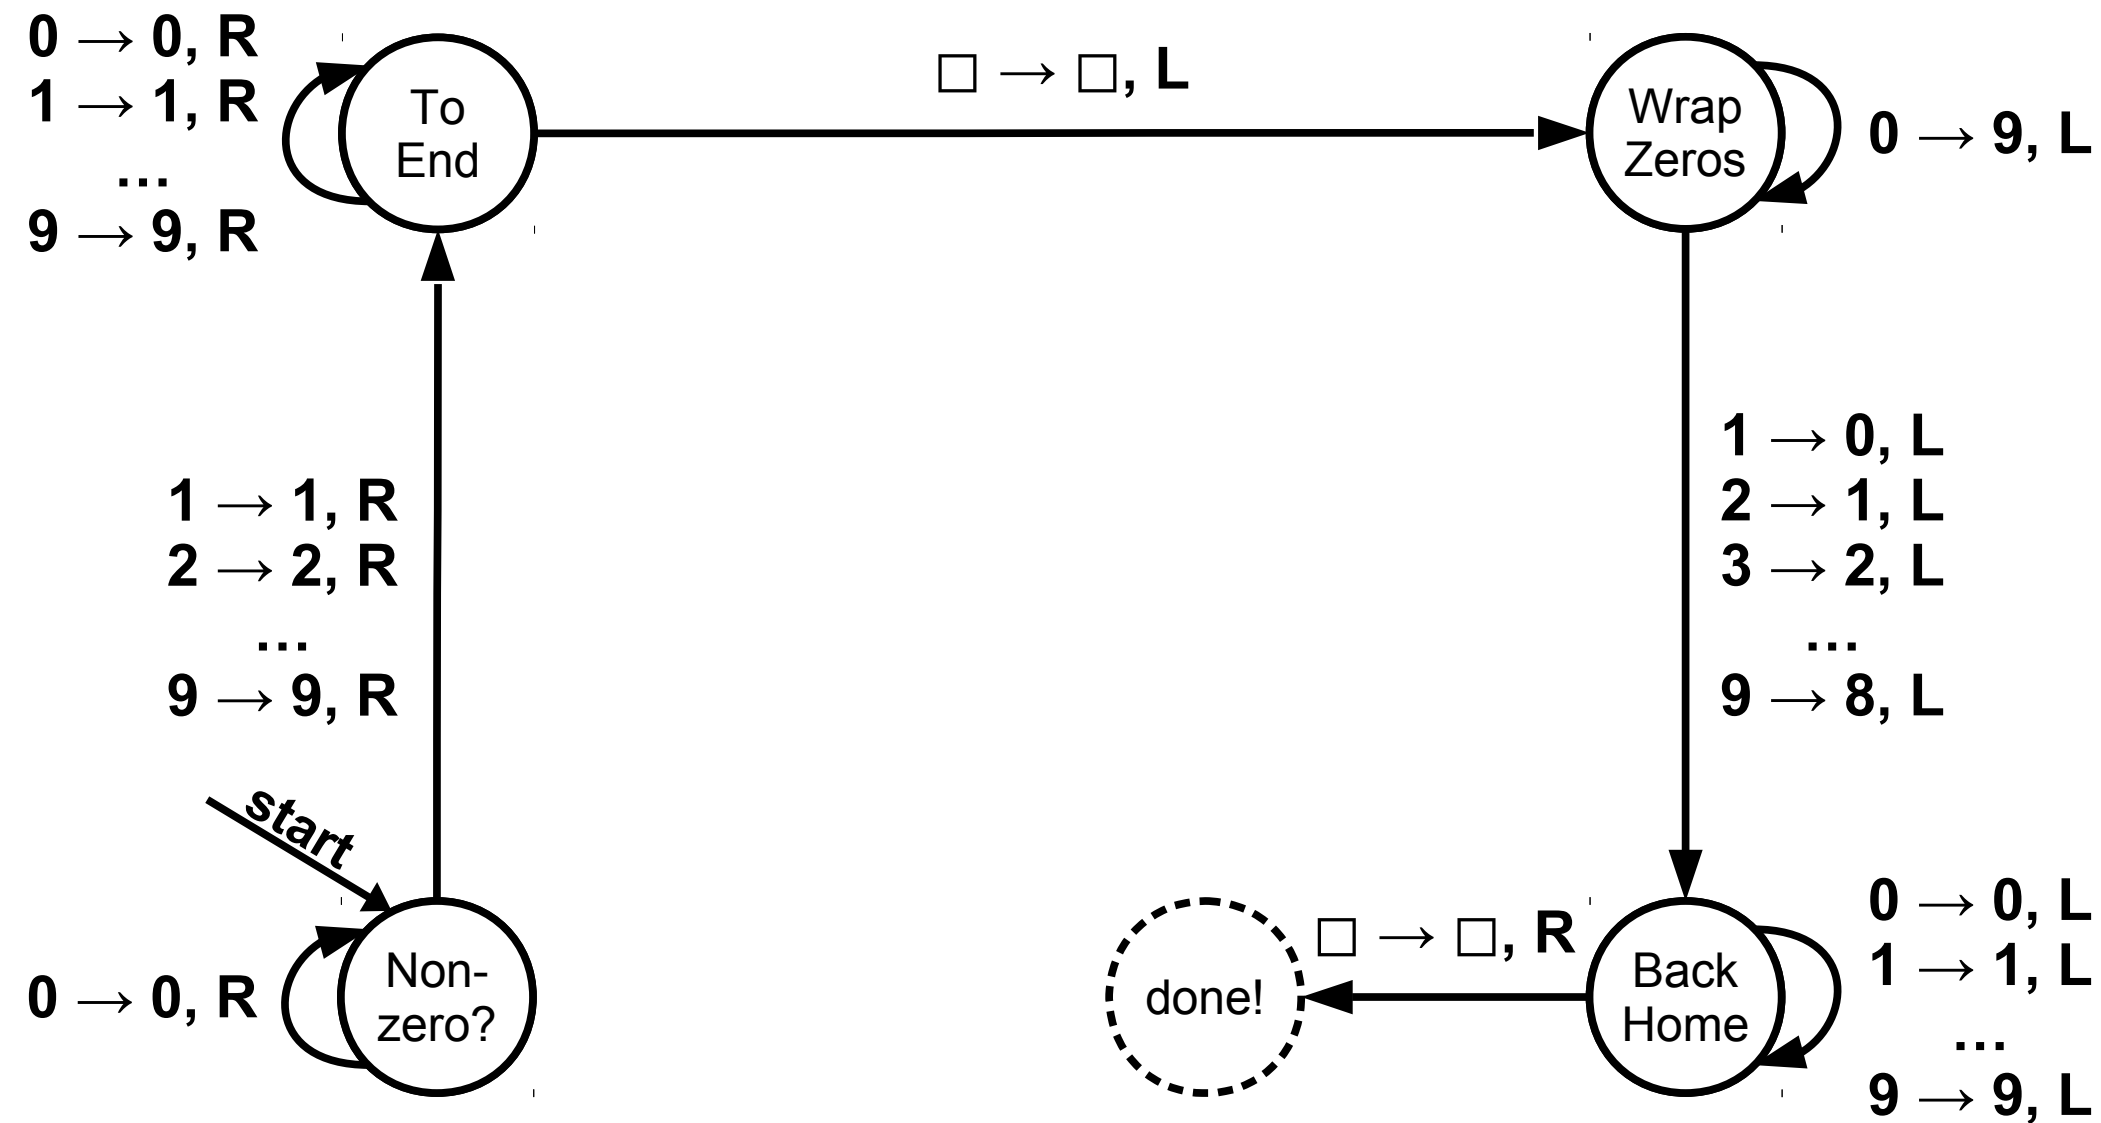 0 → 0, R
1 → 1, R
...
9 → 9, R
To
End
□ → □, L
Wrap
Zeros
0 → 9, L
1 → 1, R
2 → 2, R
...
9 → 9, R
1 → 0, L
2 → 1, L
3 → 2, L
...
9 → 8, L
start
0 → 0, R
Non-
zero?
done!
□ → □, R
Back
Home
0 → 0, L
1 → 1, L
...
9 → 9, L